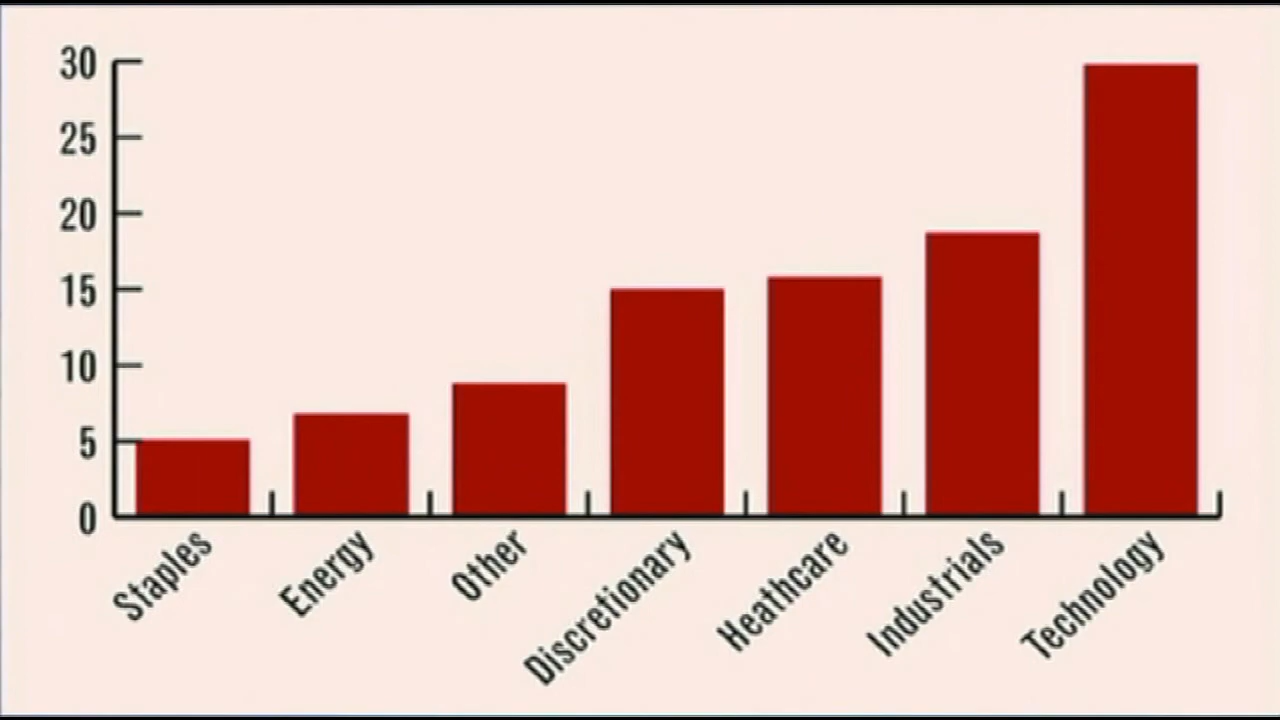 30
25
20
15
10
5
0
Staples
Energy
Other
Discretionary
Heathcare
Industrials
Technology